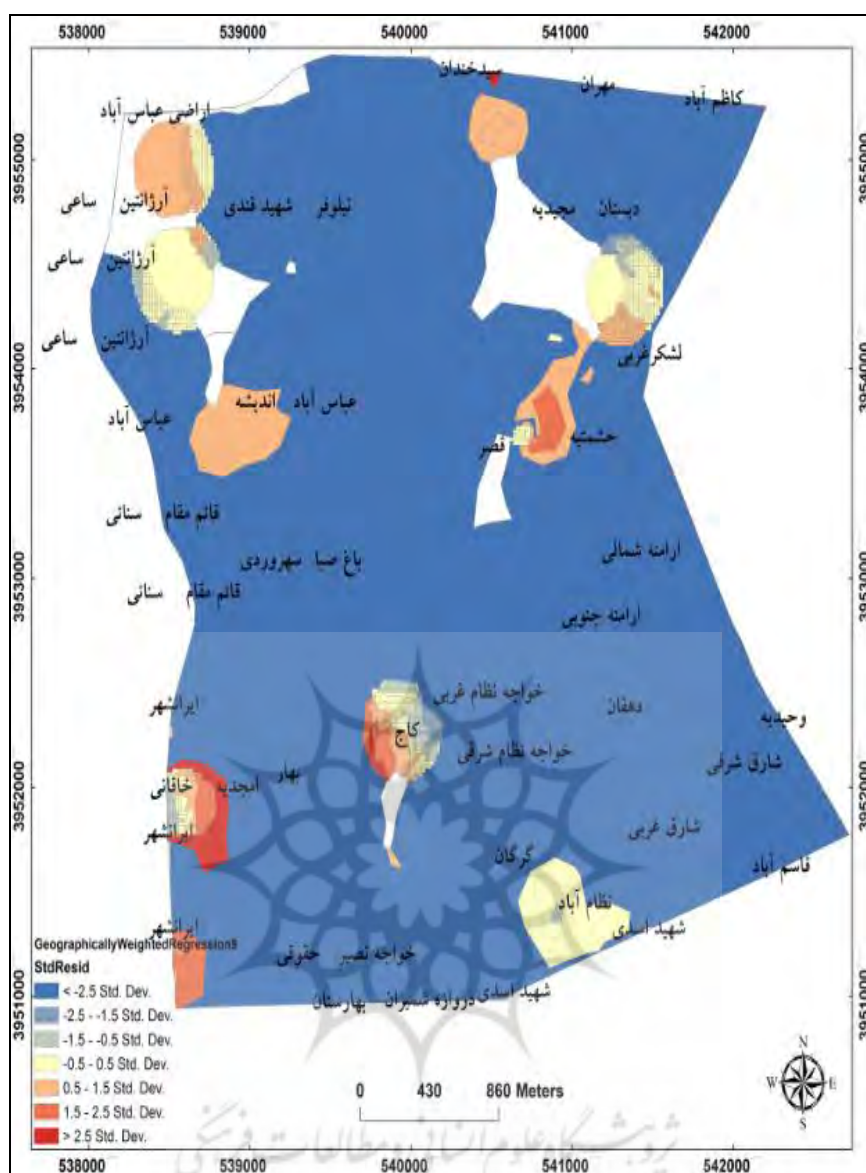 538000 539000 540000 541000 542000
سیدخندان
مهران
کاظم آباد
اراضی عباس آباد
3955000 3955000
آرژانتین ساعی
شهید قندی
نیلوفر
دبستان مجیدیه
آرژانتین ساعی
آرژانتین ساعی
لشکرغربی
3954000 3954000
عباس آباد اندیشه
عباس آباد
حشمتیه
قصر
قائم مقام سنائی
ارامنه شمالی
باغ صبا سهروردی
3953000 3953000
قائم مقام سنائی
ارامنه جنوبی
خواجه نظام غربی
ایرانشهر
دهقان
وحیدیه
کاج
خواجه نظام شرقی
شارق شرقی
بهار
امجدیه
خاقانی
3952000 3952000
ایرانشهر
شارق غربی
گرگان
قاسم آباد
نظام آباد
شهید اسدی
ایرانشهر
GeographicallyWeightedRegression9
خواجه نصیر حقوقی
StdResid
شهید اسدی
دروازه شمیران
بهارستان
3951000 3951000
< -2.5 Std. Dev.
-2.5 - -1.5 Std. Dev.
-1.5 - -0.5 Std. Dev.
-0.5 - 0.5 Std. Dev.
0.5 - 1.5 Std. Dev.
1.5 - 2.5 Std. Dev.
> 2.5 Std. Dev.
0 430 860 Meters
N
W E
S
پژوهشگاه علوم انسانی و مطالعات فرهنگی
538000 539000 540000 541000 542000